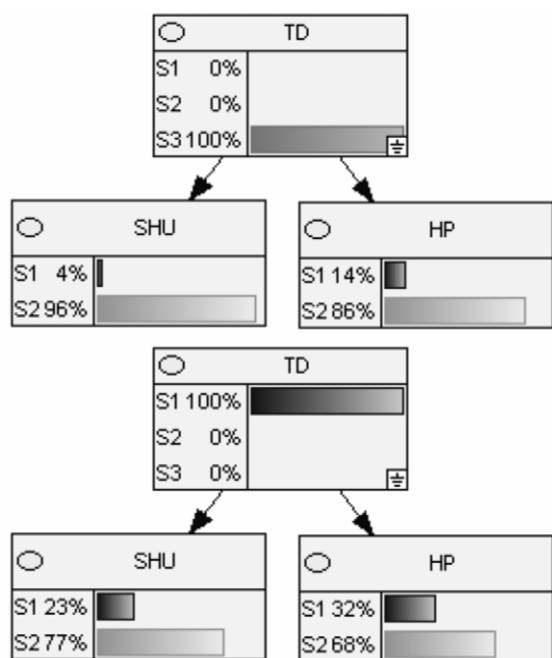 TD
S1 0%
S2 0%
S3 100%
SHU
S1 4%
S2 96%
HP
S1 14%
S2 86%
TD
S1 100%
S2 0%
S3 0%
SHU
S1 23%
S2 77%
HP
S1 32%
S2 68%